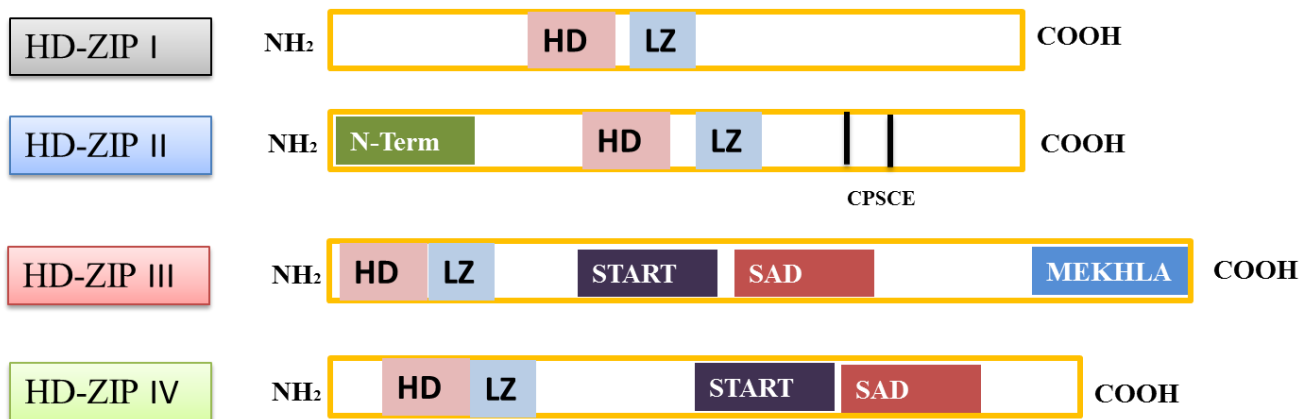 HD-ZIP I NH₂ HD LZ COOH
HD-ZIP II NH₂ N-Term HD LZ COOH
CPSCE
HD-ZIP III NH₂ HD LZ START SAD MEKHLA COOH
HD-ZIP IV NH₂ HD LZ START SAD COOH